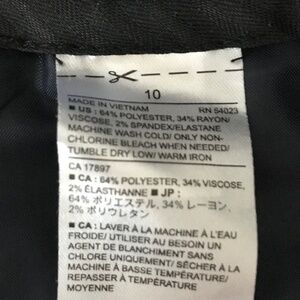 10
MADE IN VIETNAM RN 54023
■ US : 64% POLYESTER, 34% RAYON/
VISCOSE, 2% SPANDEX/ELASTANE
MACHINE WASH COLD/ ONLY NON-
CHLORINE BLEACH WHEN NEEDED/
TUMBLE DRY LOW/ WARM IRON
CA 17897
■ CA : 64% POLYESTER, 34% VISCOSE,
2% ÉLASTHANNE ■ JP :
64% ポリエステル, 34% レーヨン,
2% ポリウレタン
■ CA : LAVER À LA MACHINE À L'EAU
FROIDE/ UTILISER AU BESOIN UN
AGENT DE BLANCHIMENT SANS
CHLORE UNIQUEMENT/ SÉCHER À LA
MACHINE À BASSE TEMPÉRATURE/
REPASSER À TEMPÉRATURE
MOYENNE